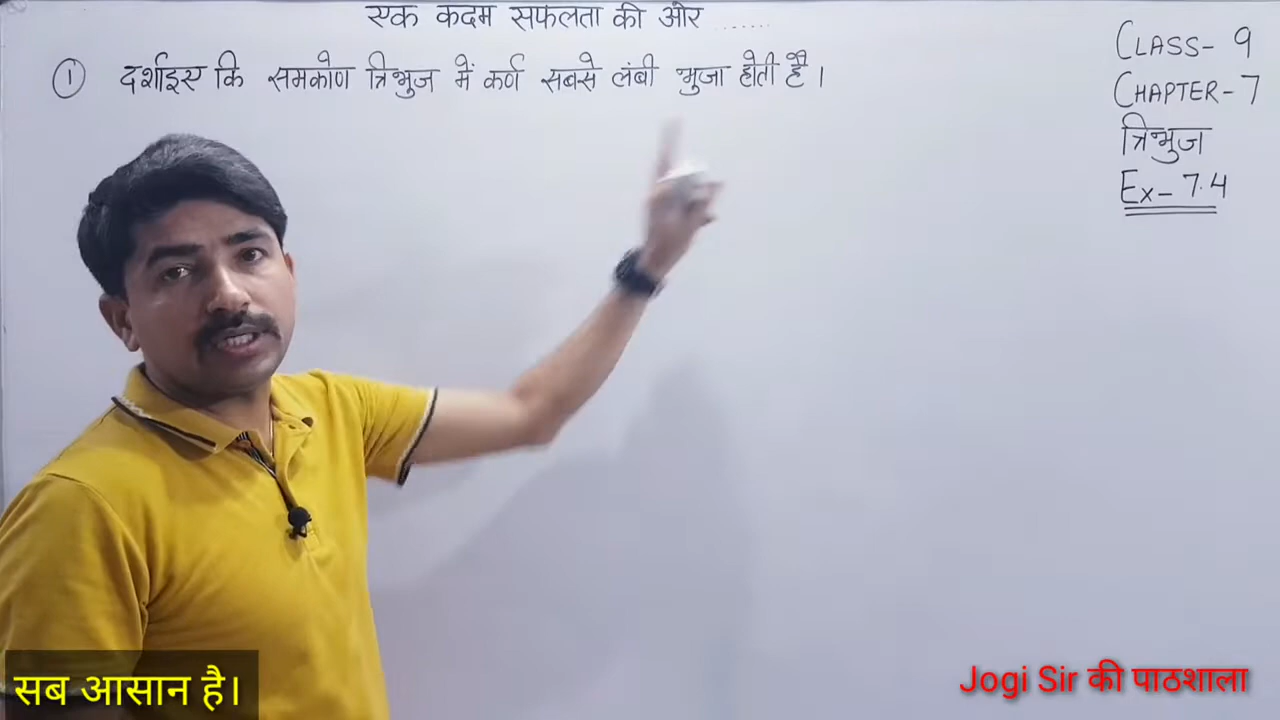 एक कदम सफलता की ओर .......
① दर्शाइए कि समकोण त्रिभुज में कर्ण सबसे लंबी भुजा होती है।
CLASS- 9
CHAPTER- 7
त्रिभुज
Ex- 7.4
सब आसान है।
Jogi Sir की पाठशाला